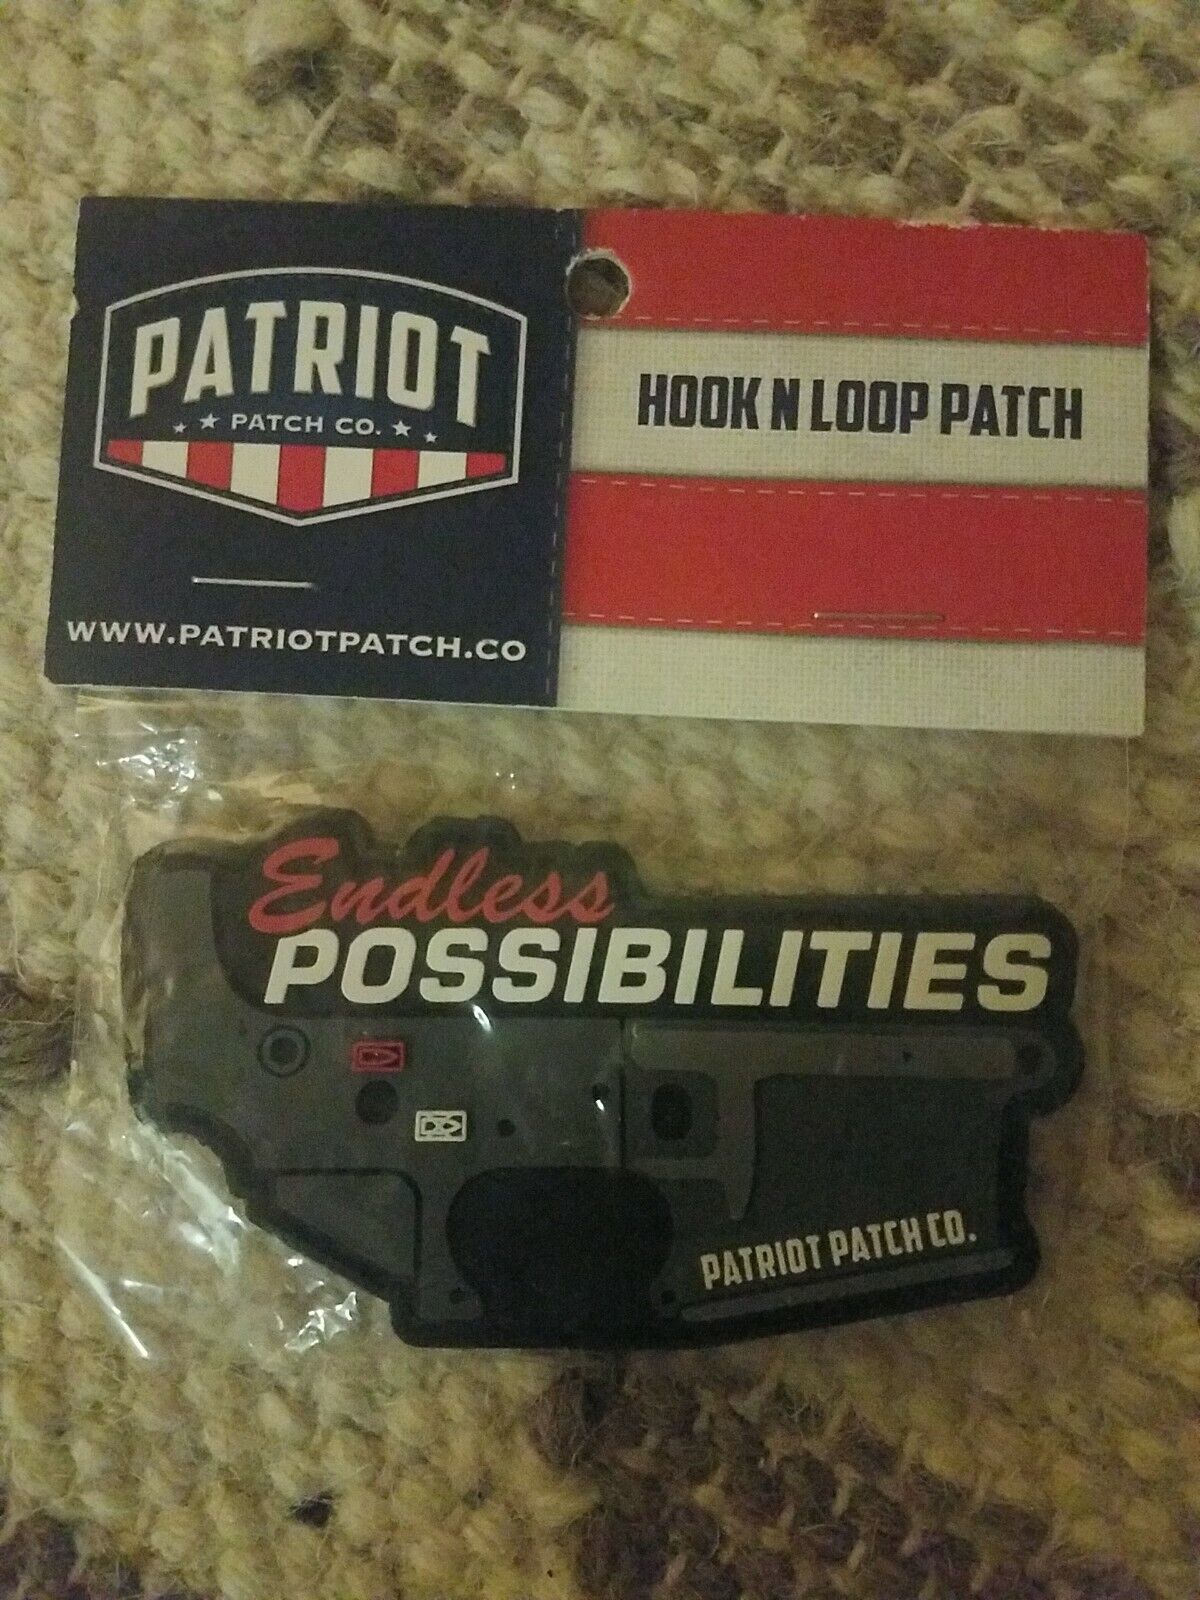 PATRIOT
PATCH CO.
WWW.PATRIOTPATCH.CO
HOOK N LOOP PATCH
Endless
POSSIBILITIES
PATRIOT PATCH CO.